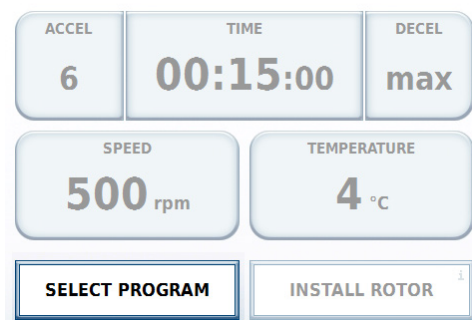 ACCEL TIME DECEL
6 00:15:00 max
SPEED TEMPERATURE
500 rpm 4 °C
SELECT PROGRAM INSTALL ROTOR i